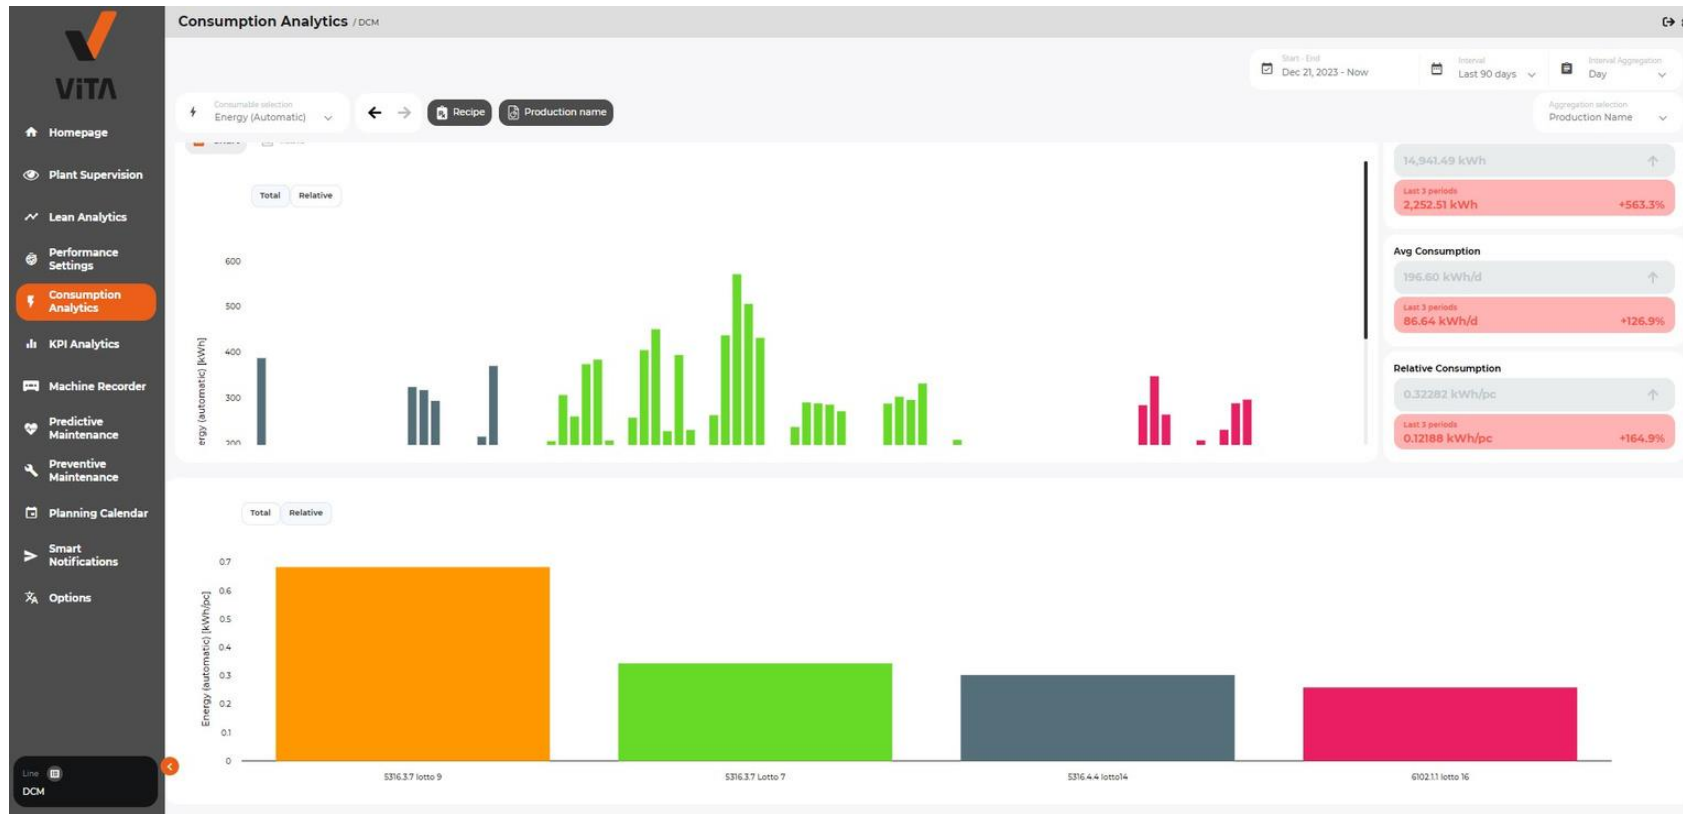 ViTA
Homepage
Plant Supervision
Lean Analytics
Performance
Settings
Consumption
Analytics
KPI Analytics
Machine Recorder
Predictive
Maintenance
Preventive
Maintenance
Planning Calendar
Smart
Notifications
Options
Line
DCM
Consumption Analytics / DCM
Start - End
Dec 21, 2023 - Now
Interval
Last 90 days
Interval Aggregation
Day
Consumable selection
Energy (Automatic)
Recipe
Production name
Aggregation selection
Production Name
Total
Relative
600
500
400
300
200
ergy (automatic) [kWh]
14,941.49 kWh
Last 3 periods
2,252.51 kWh
+563.3%
Avg Consumption
196.60 kWh/d
Last 3 periods
86.64 kWh/d
+126.9%
Relative Consumption
0.32282 kWh/pc
Last 3 periods
0.12188 kWh/pc
+164.9%
Total
Relative
Energy (automatic) [kWh/pc]
0.7
0.6
0.5
0.4
0.3
0.2
0.1
0
5316.3.7 lotto 9
5316.3.7 Lotto 7
5316.4.4 lotto14
6102.1.1 lotto 16